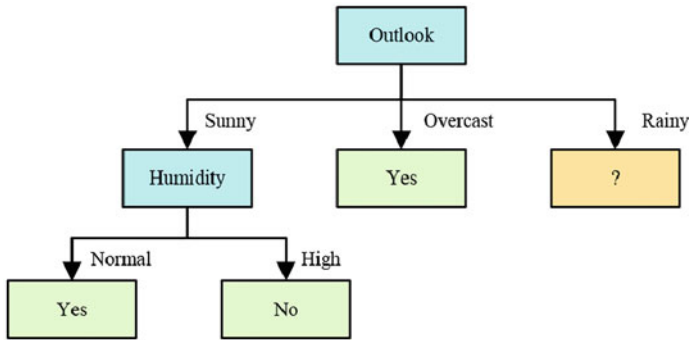 Outlook
Sunny
Overcast
Rainy
Humidity
Yes
?
Normal
High
Yes
No